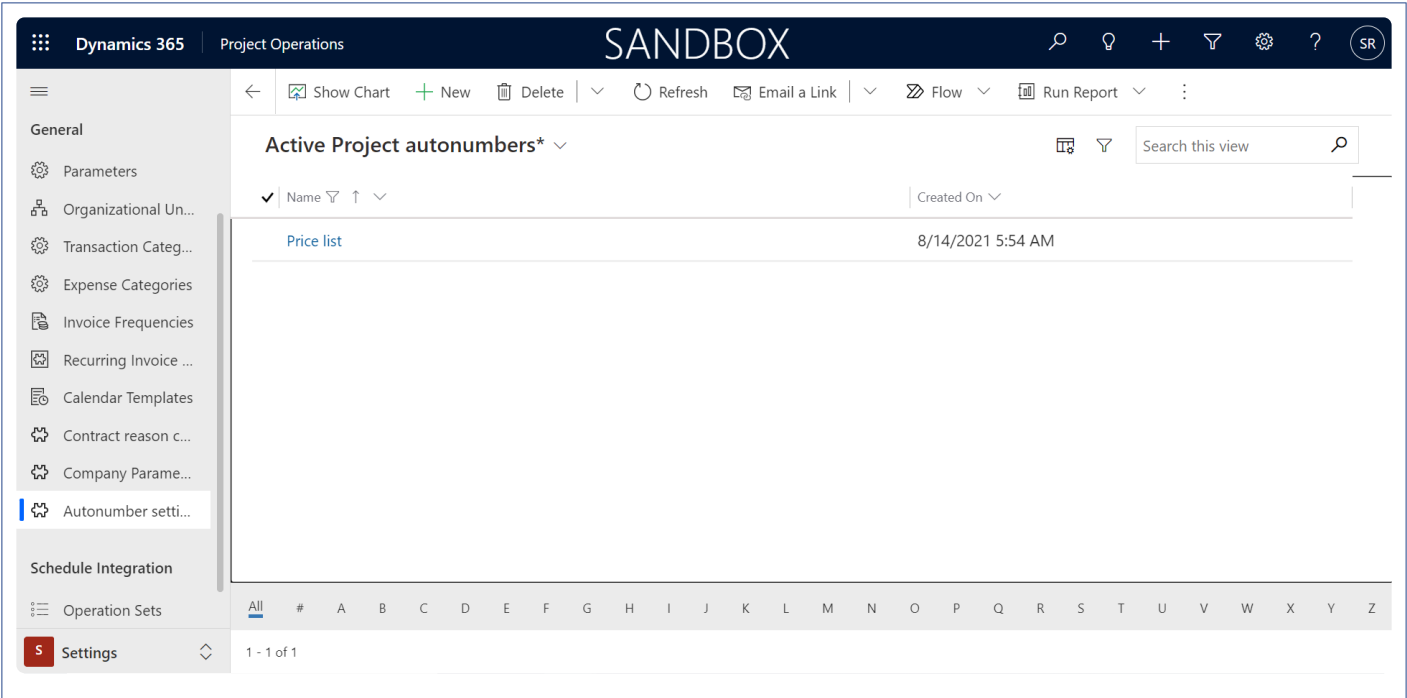 Dynamics 365 Project Operations SANDBOX ? SR
Show Chart New Delete Refresh Email a Link Flow Run Report
General
Active Project autonumbers* Search this view
Parameters
Name Created On
Organizational Un...
Transaction Categ...
Price list 8/14/2021 5:54 AM
Expense Categories
Invoice Frequencies
Recurring Invoice ...
Calendar Templates
Contract reason c...
Company Parame...
Autonumber setti...
Schedule Integration
Operation Sets
All # A B C D E F G H I J K L M N O P Q R S T U V W X Y Z
S Settings
1 - 1 of 1